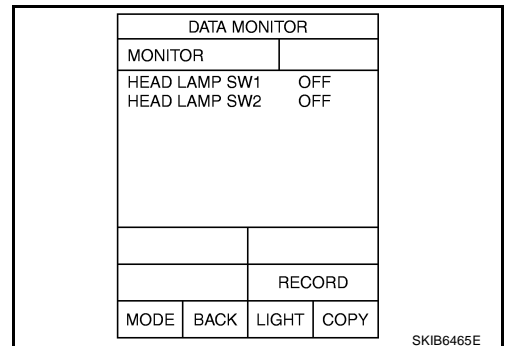 DATA MONITOR
MONITOR
HEAD LAMP SW1 OFF
HEAD LAMP SW2 OFF
RECORD
MODE BACK LIGHT COPY
SKIB6465E